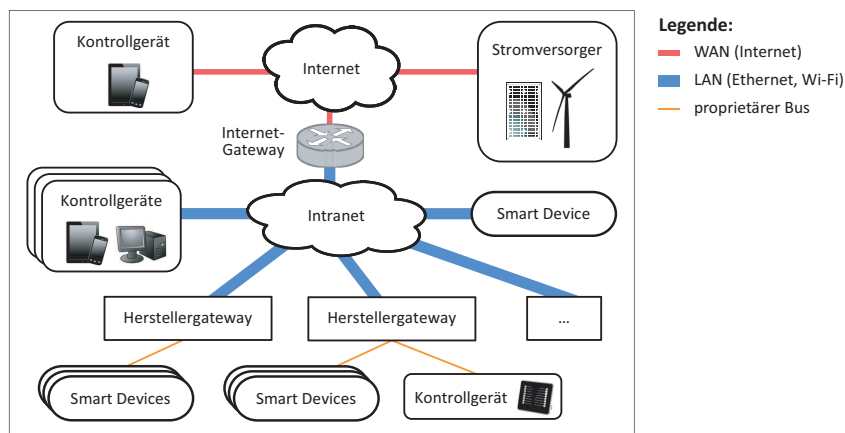 Kontrollgerät
Internet
Stromversorger
Internet-
Gateway
Kontrollgeräte
Intranet
Smart Device
Herstellergateway
Herstellergateway
...
Smart Devices
Smart Devices
Kontrollgerät
Legende:
WAN (Internet)
LAN (Ethernet, Wi-Fi)
proprietärer Bus